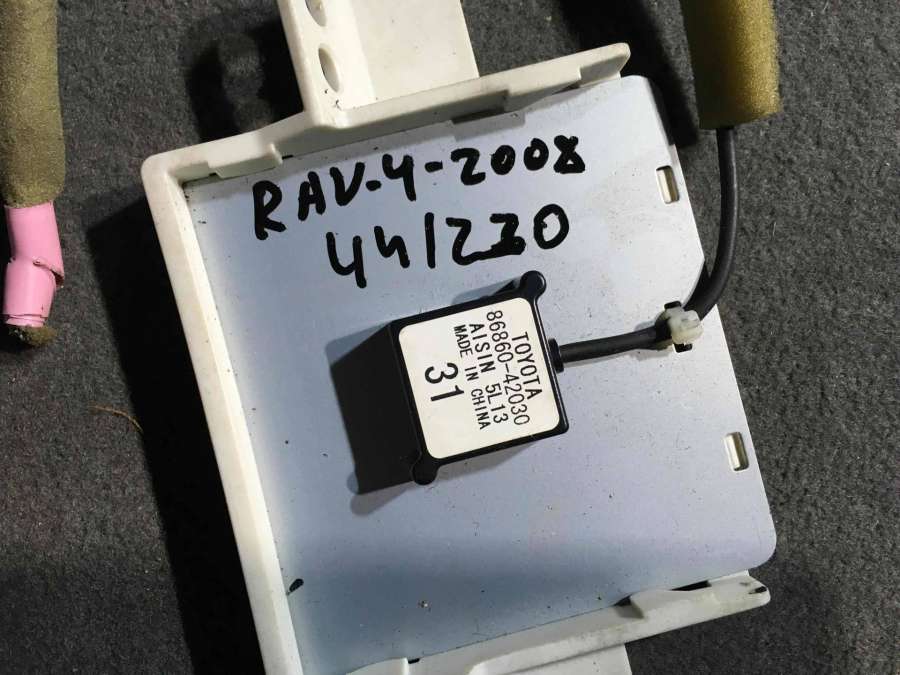 RAV-4-2008
44/220
TOYOTA
86860-42030
AISIN 5L13
MADE IN CHINA
31